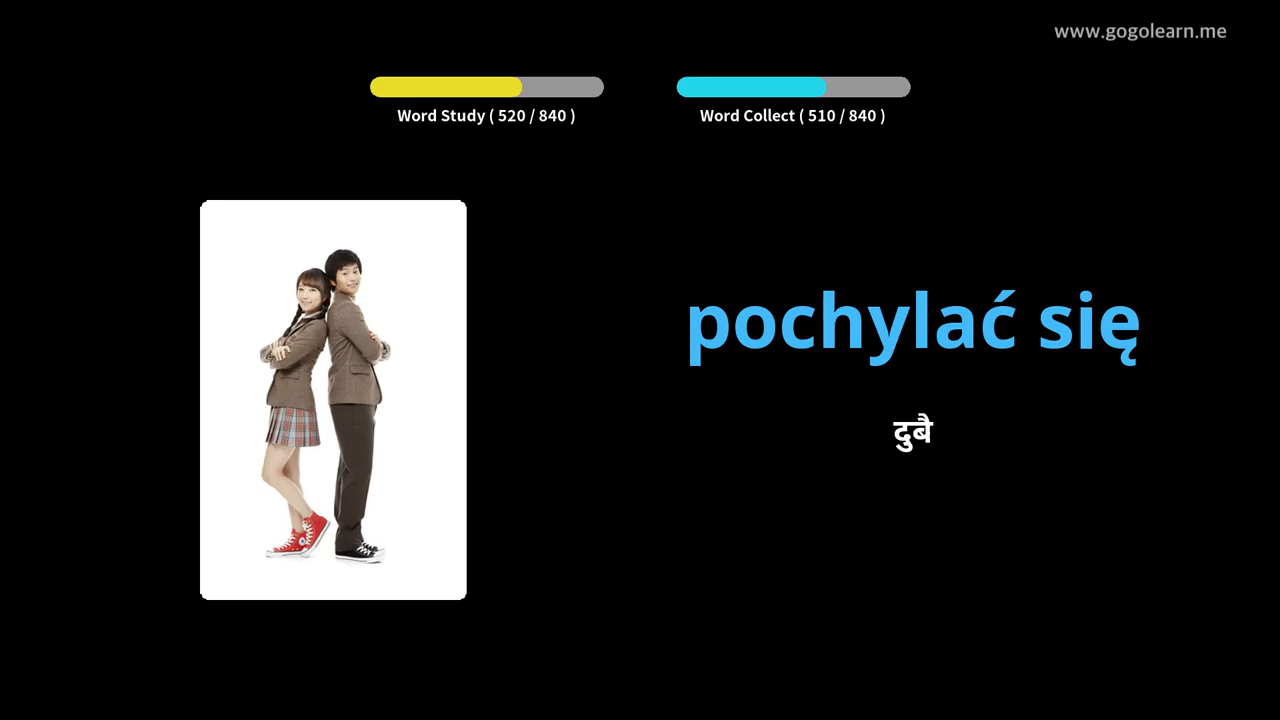 www.gogolearn.me
Word Study ( 520 / 840 )
Word Collect ( 510 / 840 )
pochylać się
दुबै